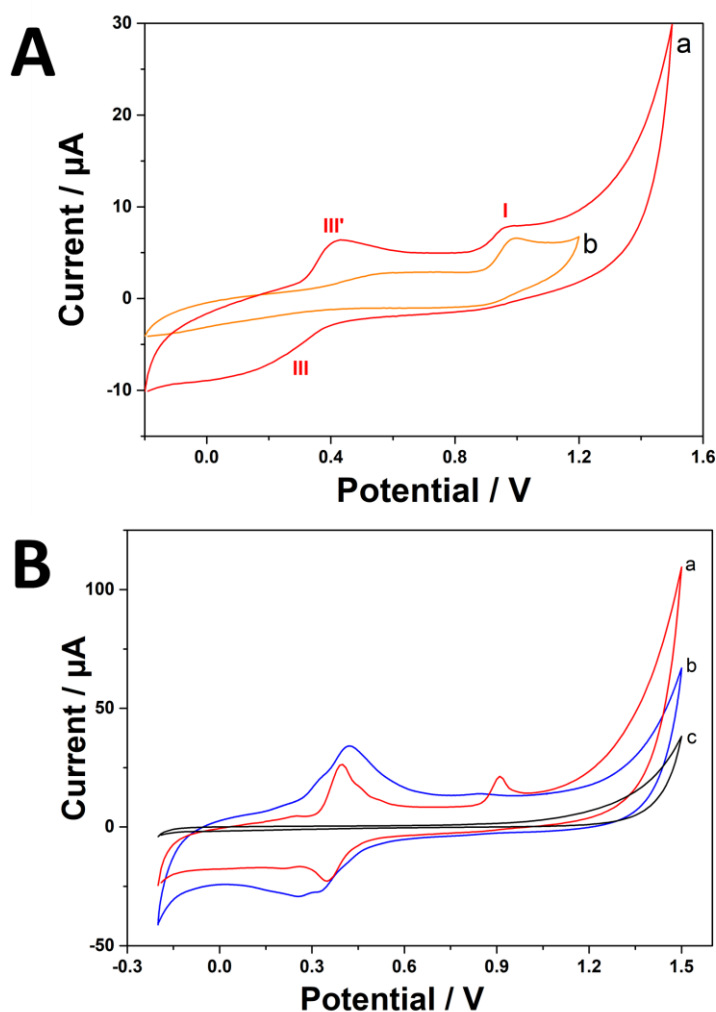 A
30
20
10
0
-10
Current / µA
a
I
III'
b
III
0.0 0.4 0.8 1.2 1.6
Potential / V
B
100
50
0
-50
Current / µA
a
b
c
-0.3 0.0 0.3 0.6 0.9 1.2 1.5
Potential / V